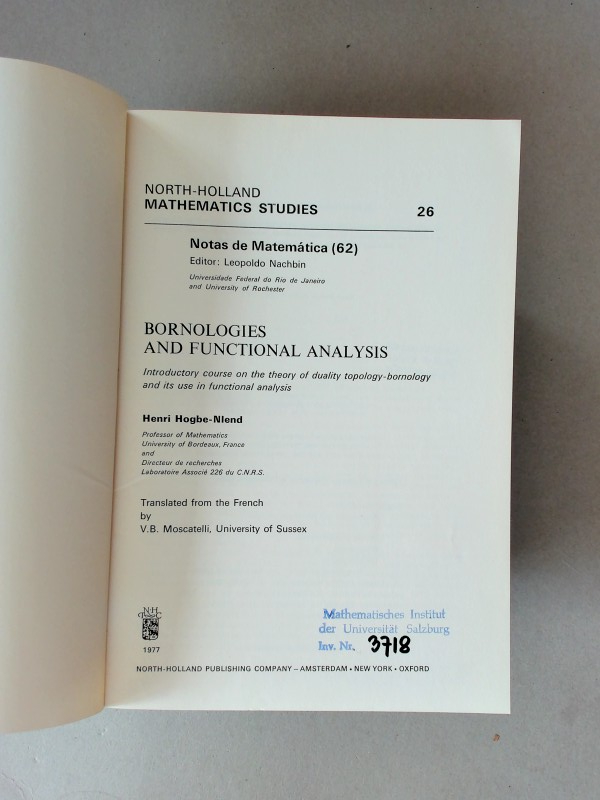 NORTH-HOLLAND
MATHEMATICS STUDIES 26
Notas de Matemática (62)
Editor: Leopoldo Nachbin
Universidade Federal do Rio de Janeiro
and University of Rochester
BORNOLOGIES
AND FUNCTIONAL ANALYSIS
Introductory course on the theory of duality topology-bornology
and its use in functional analysis
Henri Hogbe-Nlend
Professor of Mathematics
University of Bordeaux, France
and
Directeur de recherches
Laboratoire Associé 226 du C.N.R.S.
Translated from the French
by
V.B. Moscatelli, University of Sussex
Mathematisches Institut
der Universität Salzburg
Inv. Nr. 3718
1977
NORTH-HOLLAND PUBLISHING COMPANY – AMSTERDAM • NEW YORK • OXFORD